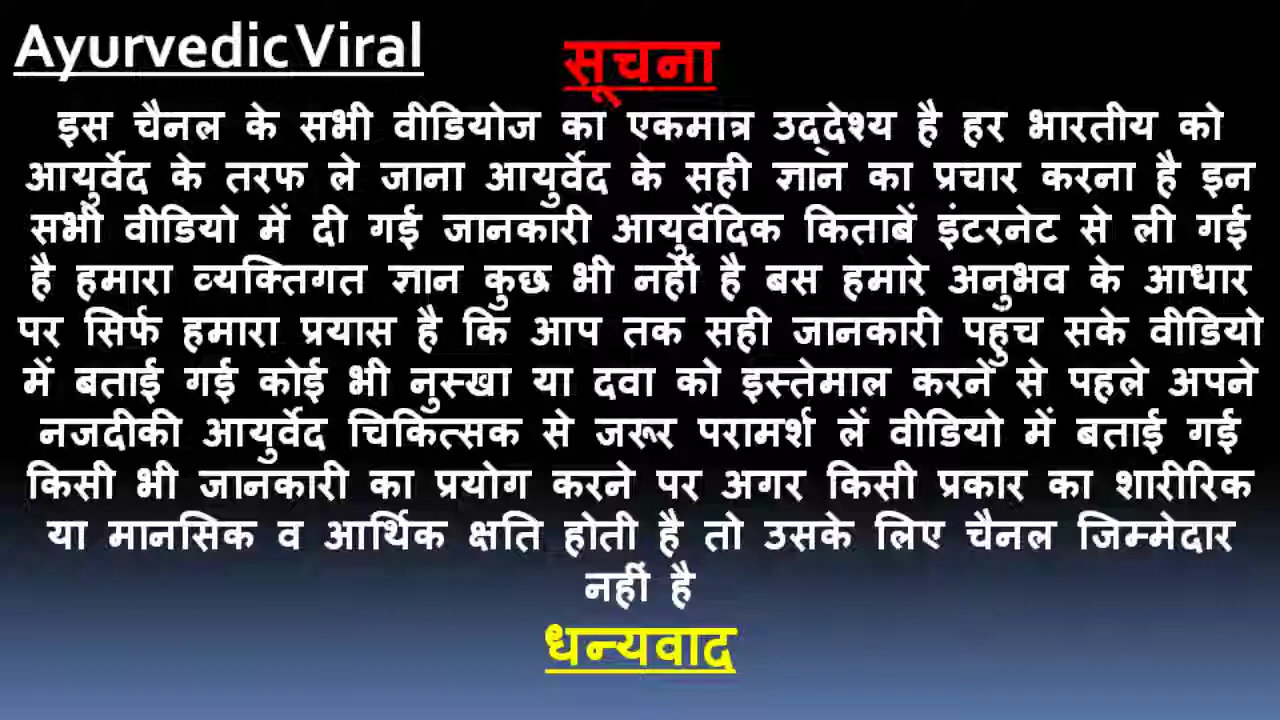 Ayurvedic Viral
सूचना
इस चैनल के सभी वीडियोज का एकमात्र उद्देश्य है हर भारतीय को
आयुर्वेद के तरफ ले जाना आयुर्वेद के सही ज्ञान का प्रचार करना है इन
सभी वीडियो में दी गई जानकारी आयुर्वेदिक किताबें इंटरनेट से ली गई
है हमारा व्यक्तिगत ज्ञान कुछ भी नहीं है बस हमारे अनुभव के आधार
पर सिर्फ हमारा प्रयास है कि आप तक सही जानकारी पहुच सके वीडियो
में बताई गई कोई भी नुस्खा या दवा को इस्तेमाल करने से पहले अपने
नजदीकी आयुर्वेद चिकित्सक से जरूर परामर्श लें वीडियो में बताई गई
किसी भी जानकारी का प्रयोग करने पर अगर किसी प्रकार का शारीरिक
या मानसिक व आर्थिक क्षति होती है तो उसके लिए चैनल जिम्मेदार
नहीं है
धन्यवाद